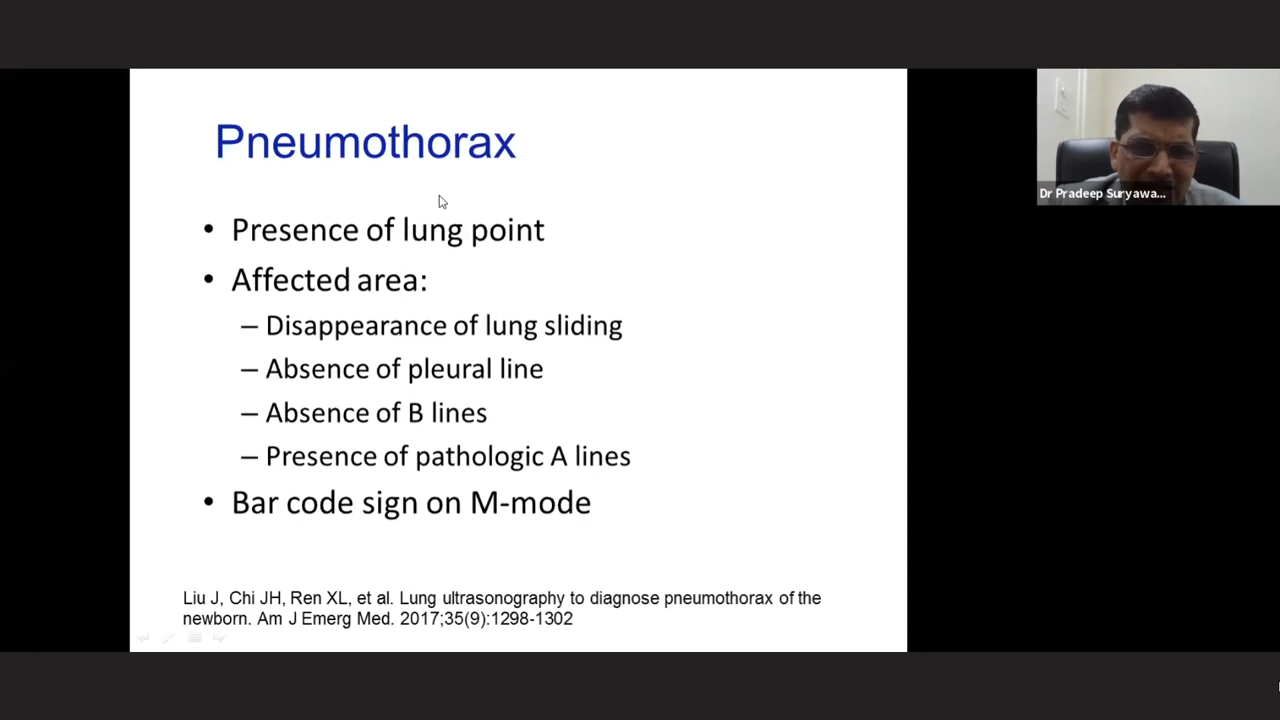 Pneumothorax
Dr Pradeep Suryawa...
• Presence of lung point
• Affected area:
– Disappearance of lung sliding
– Absence of pleural line
– Absence of B lines
– Presence of pathologic A lines
• Bar code sign on M-mode
Liu J, Chi JH, Ren XL, et al. Lung ultrasonography to diagnose pneumothorax of the
newborn. Am J Emerg Med. 2017;35(9):1298-1302